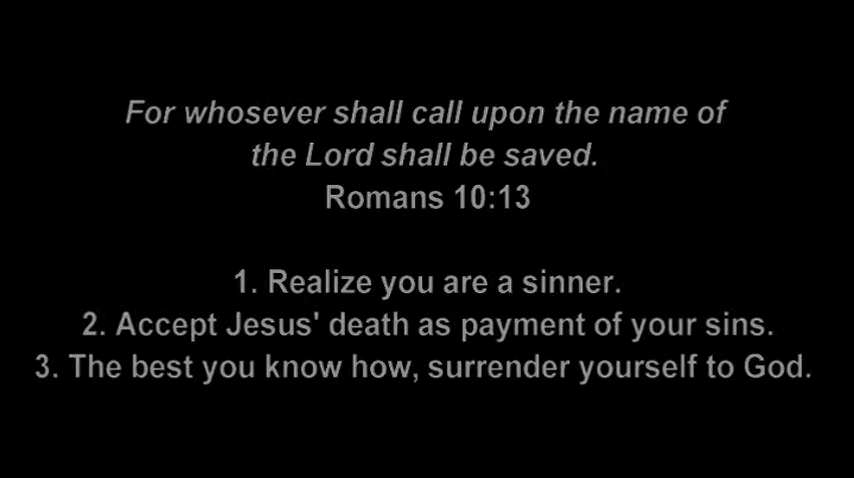 For whosever shall call upon the name of
the Lord shall be saved.
Romans 10:13
1. Realize you are a sinner.
2. Accept Jesus' death as payment of your sins.
3. The best you know how, surrender yourself to God.